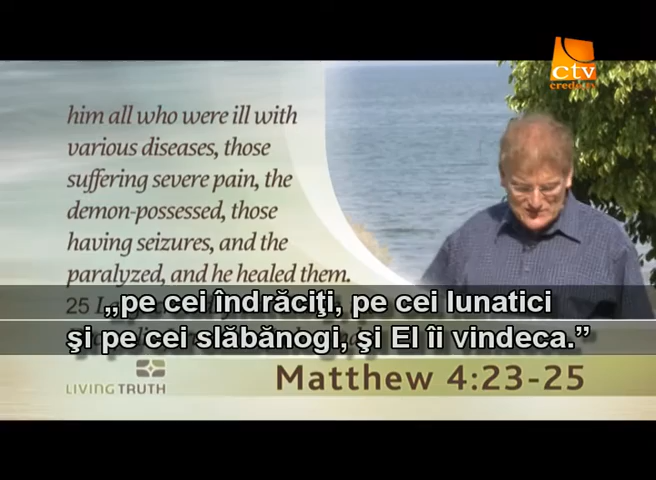 ctv
credo.tv
him all who were ill with
various diseases, those
suffering severe pain, the
demon-possessed, those
having seizures, and the
paralyzed, and he healed them.
25
„pe cei îndrăciţi, pe cei lunatici
şi pe cei slăbănogi, şi El îi vindeca.”
LIVING TRUTH
Matthew 4:23-25